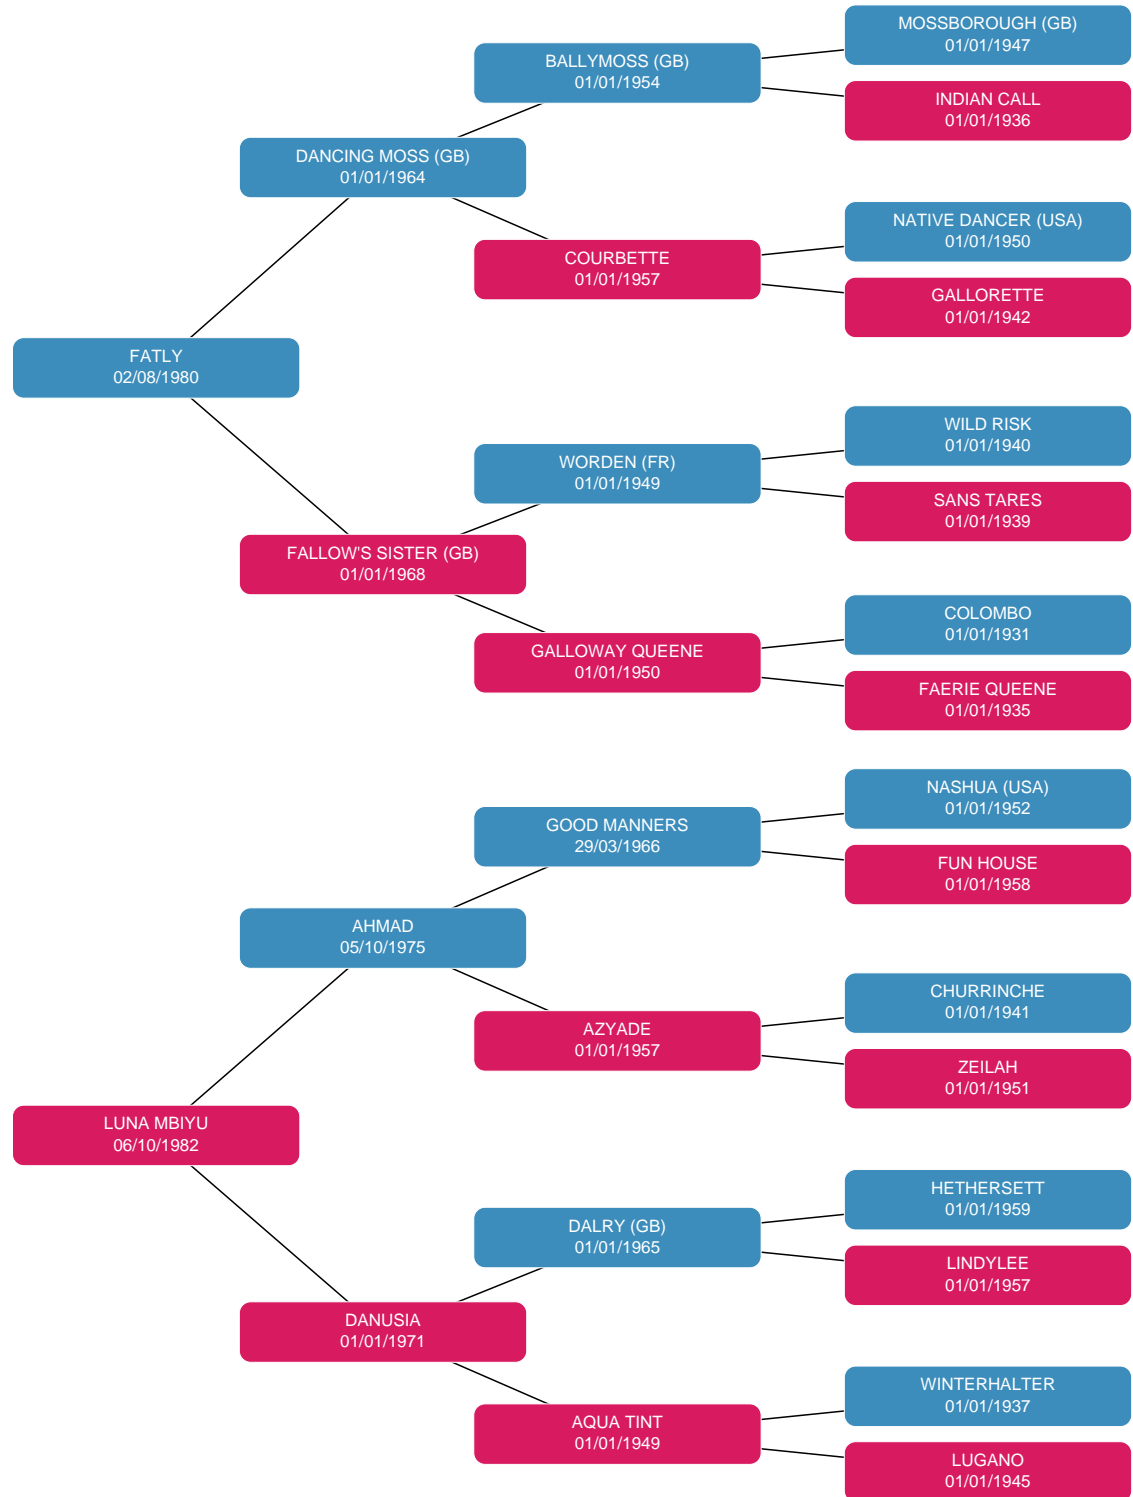 MOSSBOROUGH (GB)
01/01/1947
BALLYMOSS (GB)
01/01/1954
INDIAN CALL
01/01/1936
DANCING MOSS (GB)
01/01/1964
NATIVE DANCER (USA)
01/01/1950
COURBETTE
01/01/1957
GALLORETTE
01/01/1942
FATLY
02/08/1980
WILD RISK
01/01/1940
WORDEN (FR)
01/01/1949
SANS TARES
01/01/1939
FALLOW'S SISTER (GB)
01/01/1968
COLOMBO
01/01/1931
GALLOWAY QUEENE
01/01/1950
FAERIE QUEENE
01/01/1935
NASHUA (USA)
01/01/1952
GOOD MANNERS
29/03/1966
FUN HOUSE
01/01/1958
AHMAD
05/10/1975
CHURRINCHE
01/01/1941
AZYADE
01/01/1957
ZEILAH
01/01/1951
LUNA MBIYU
06/10/1982
HETHERSETT
01/01/1959
DALRY (GB)
01/01/1965
LINDYLEE
01/01/1957
DANUSIA
01/01/1971
WINTERHALTER
01/01/1937
AQUA TINT
01/01/1949
LUGANO
01/01/1945